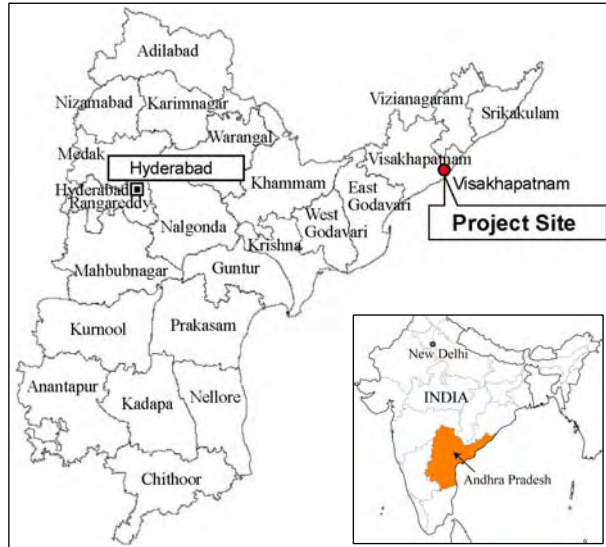 Adilabad
Nizamabad
Karimnagar
Vizianagaram
Srikakulam
Warangal
Medak
Visakhapatnam
Hyderabad
Khammam
Hyderabad
Visakhapatnam
Rangareddy
East
Godavari
West
Godavari
Project Site
Nalgonda
Krishna
Mahbubnagar
Guntur
Kurnool
Prakasam
Anantapur
Kadapa
Nellore
Chithoor
New Delhi
INDIA
Andhra Pradesh